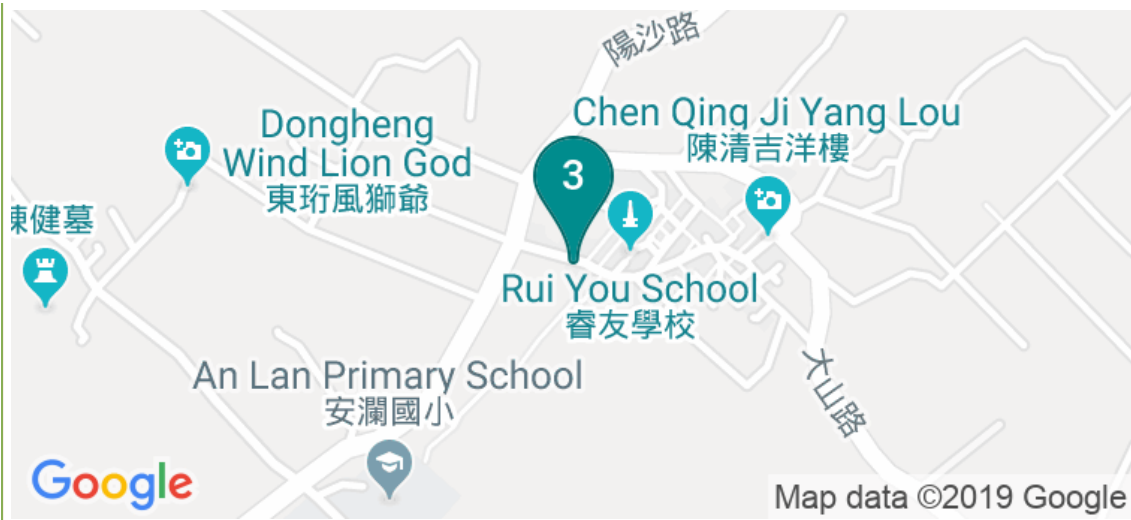 陽沙路
Chen Qing Ji Yang Lou
陳清吉洋樓
Dongheng
Wind Lion God
東珩風獅爺
3
陳健墓
Rui You School
睿友學校
An Lan Primary School
安瀾國小
大山路
Google
Map data ©2019 Google